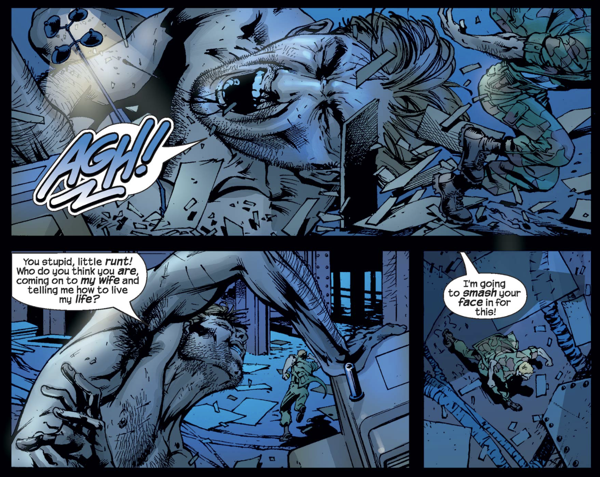 AGH!!
You stupid, little runt!
Who do you think you are,
coming on to my wife and
telling me how to live
my life?
I'm going
to smash your
face in for
this!